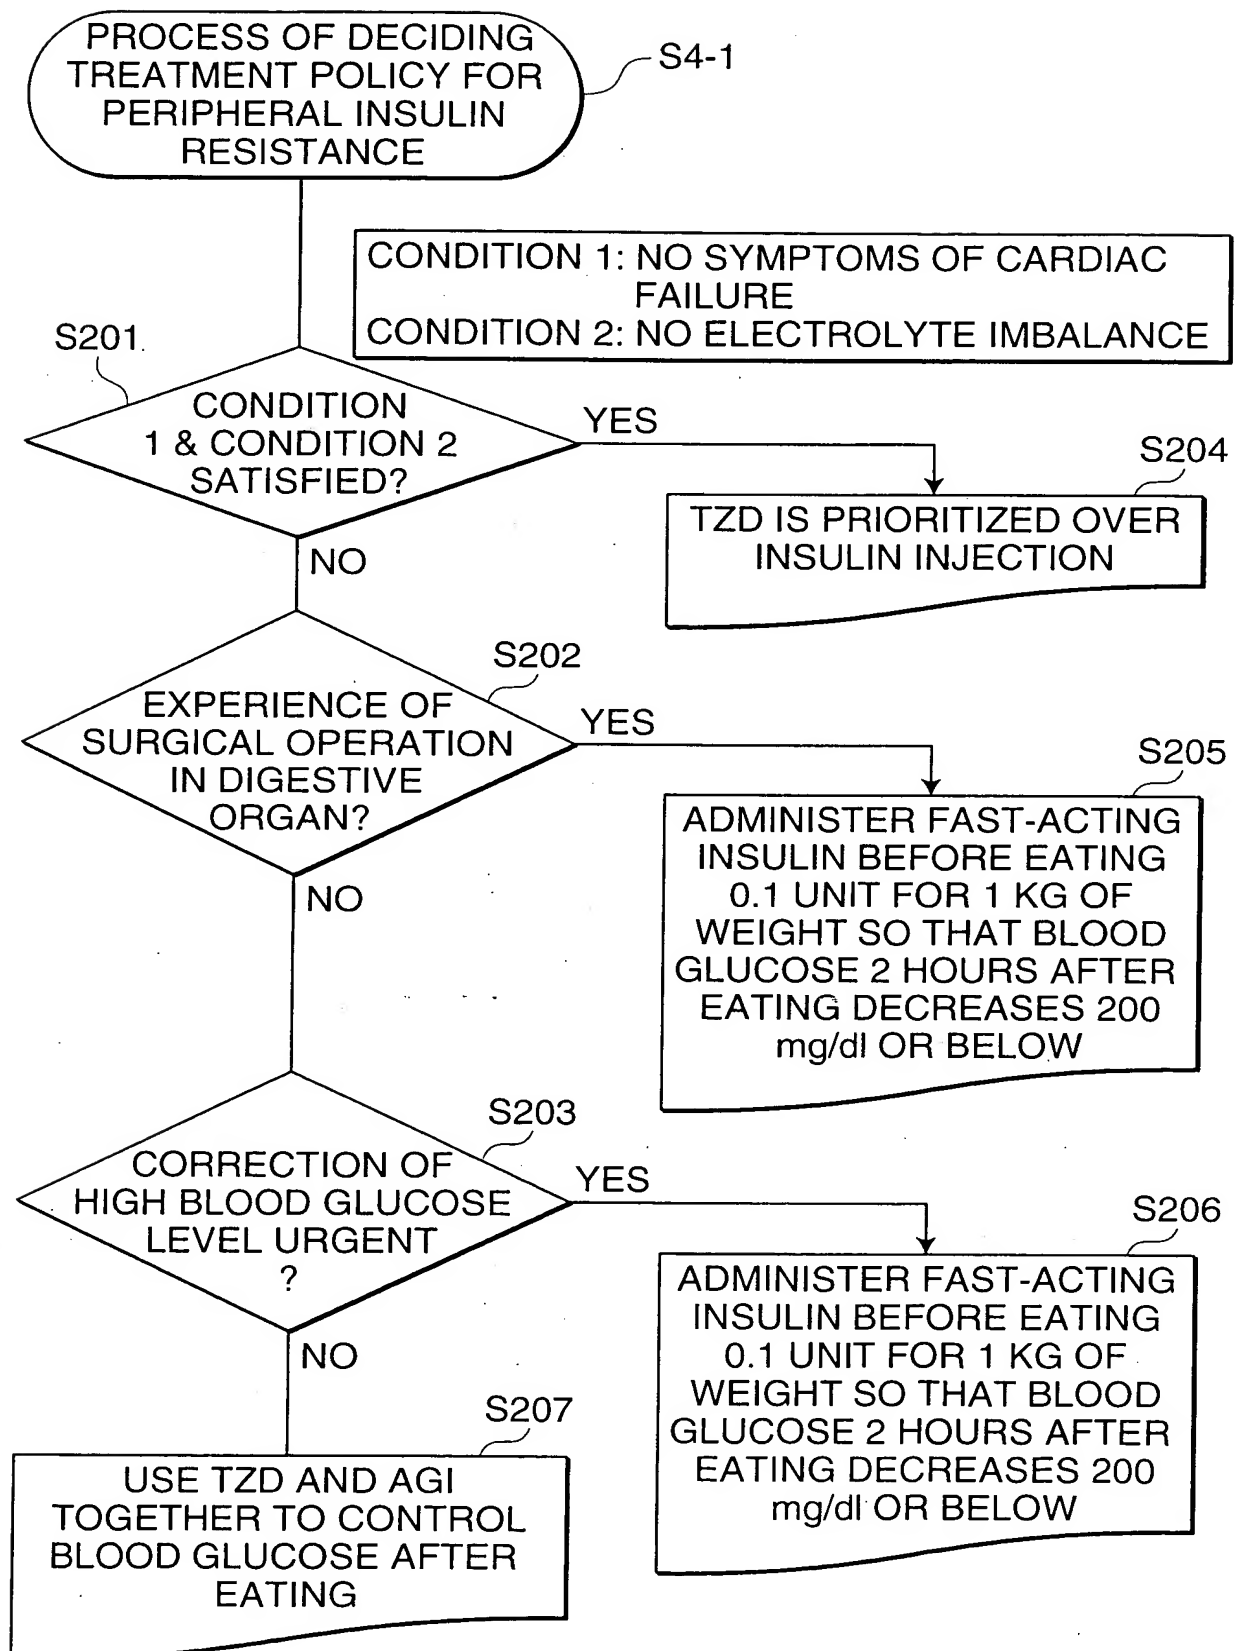 PROCESS OF DECIDING
TREATMENT POLICY FOR
PERIPHERAL INSULIN
RESISTANCE
S4-1
CONDITION 1: NO SYMPTOMS OF CARDIAC
FAILURE
CONDITION 2: NO ELECTROLYTE IMBALANCE
S201
CONDITION
1 & CONDITION 2
SATISFIED?
YES
NO
S204
TZD IS PRIORITIZED OVER
INSULIN INJECTION
S202
EXPERIENCE OF
SURGICAL OPERATION
IN DIGESTIVE
ORGAN?
YES
NO
S205
ADMINISTER FAST-ACTING
INSULIN BEFORE EATING
0.1 UNIT FOR 1 KG OF
WEIGHT SO THAT BLOOD
GLUCOSE 2 HOURS AFTER
EATING DECREASES 200
mg/dl OR BELOW
S203
CORRECTION OF
HIGH BLOOD GLUCOSE
LEVEL URGENT
?
YES
NO
S206
ADMINISTER FAST-ACTING
INSULIN BEFORE EATING
0.1 UNIT FOR 1 KG OF
WEIGHT SO THAT BLOOD
GLUCOSE 2 HOURS AFTER
EATING DECREASES 200
mg/dl OR BELOW
S207
USE TZD AND AGI
TOGETHER TO CONTROL
BLOOD GLUCOSE AFTER
EATING